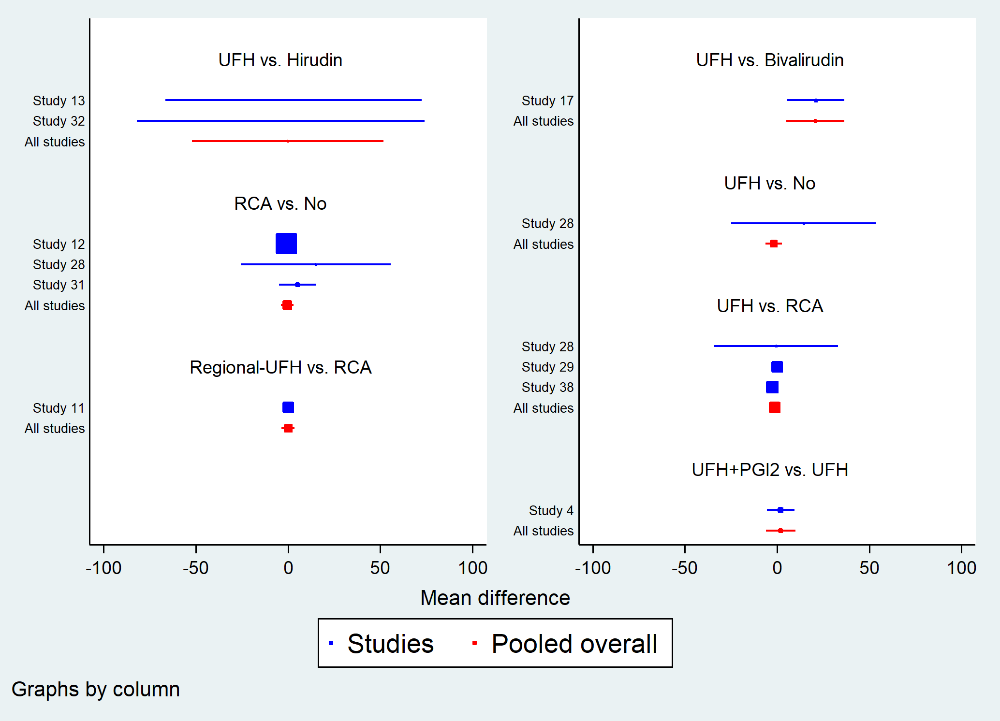 UFH vs. Hirudin
Study 13
Study 32
All studies
RCA vs. No
Study 12
Study 28
Study 31
All studies
Regional-UFH vs. RCA
Study 11
All studies
-100 -50 0 50 100
UFH vs. Bivalirudin
Study 17
All studies
UFH vs. No
Study 28
All studies
UFH vs. RCA
Study 28
Study 29
Study 38
All studies
UFH+PGI2 vs. UFH
Study 4
All studies
-100 -50 0 50 100
Mean difference
Studies Pooled overall
Graphs by column